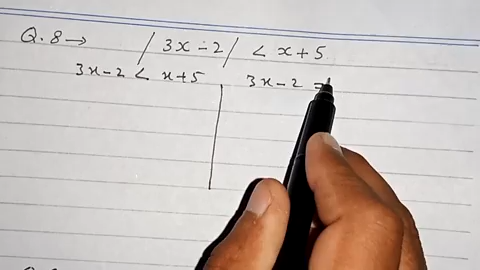 Q.8→ |3x-2| < x+5
3x-2 < x+5 3x-2